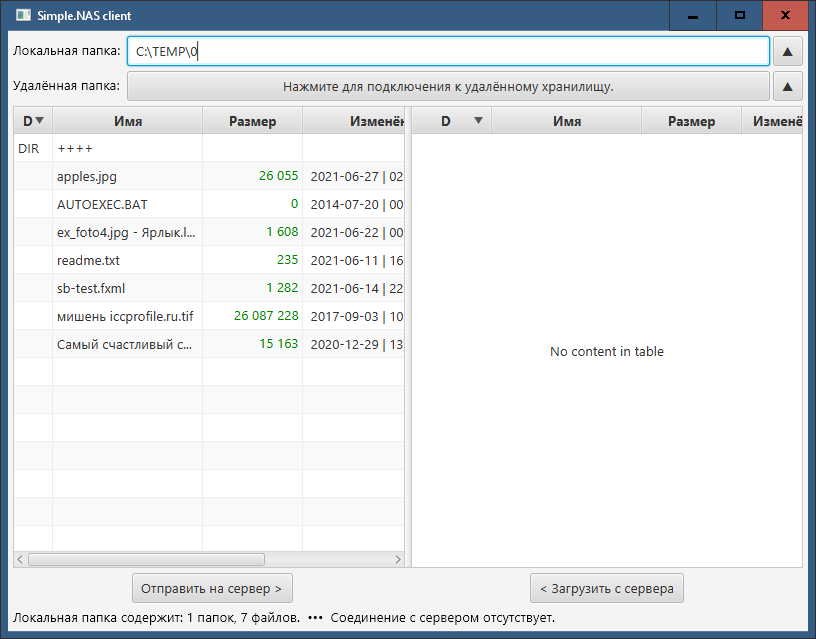 Simple.NAS client
Локальная папка: C:\TEMP\0 ▲
Удалённая папка: Нажмите для подключения к удалённому хранилищу. ▲
D ▼ Имя Размер Изменён
DIR ++++
apples.jpg 26 055 2021-06-27 | 02
AUTOEXEC.BAT 0 2014-07-20 | 00
ex_foto4.jpg - Ярлык.l... 1 608 2021-06-22 | 00
readme.txt 235 2021-06-11 | 16
sb-test.fxml 1 282 2021-06-14 | 22
мишень iccprofile.ru.tif 26 087 228 2017-09-03 | 10
Самый счастливый с... 15 163 2020-12-29 | 13
D ▼ Имя Размер Изменё
No content in table
Отправить на сервер >
< Загрузить с сервера
Локальная папка содержит: 1 папок, 7 файлов. ••• Соединение с сервером отсутствует.